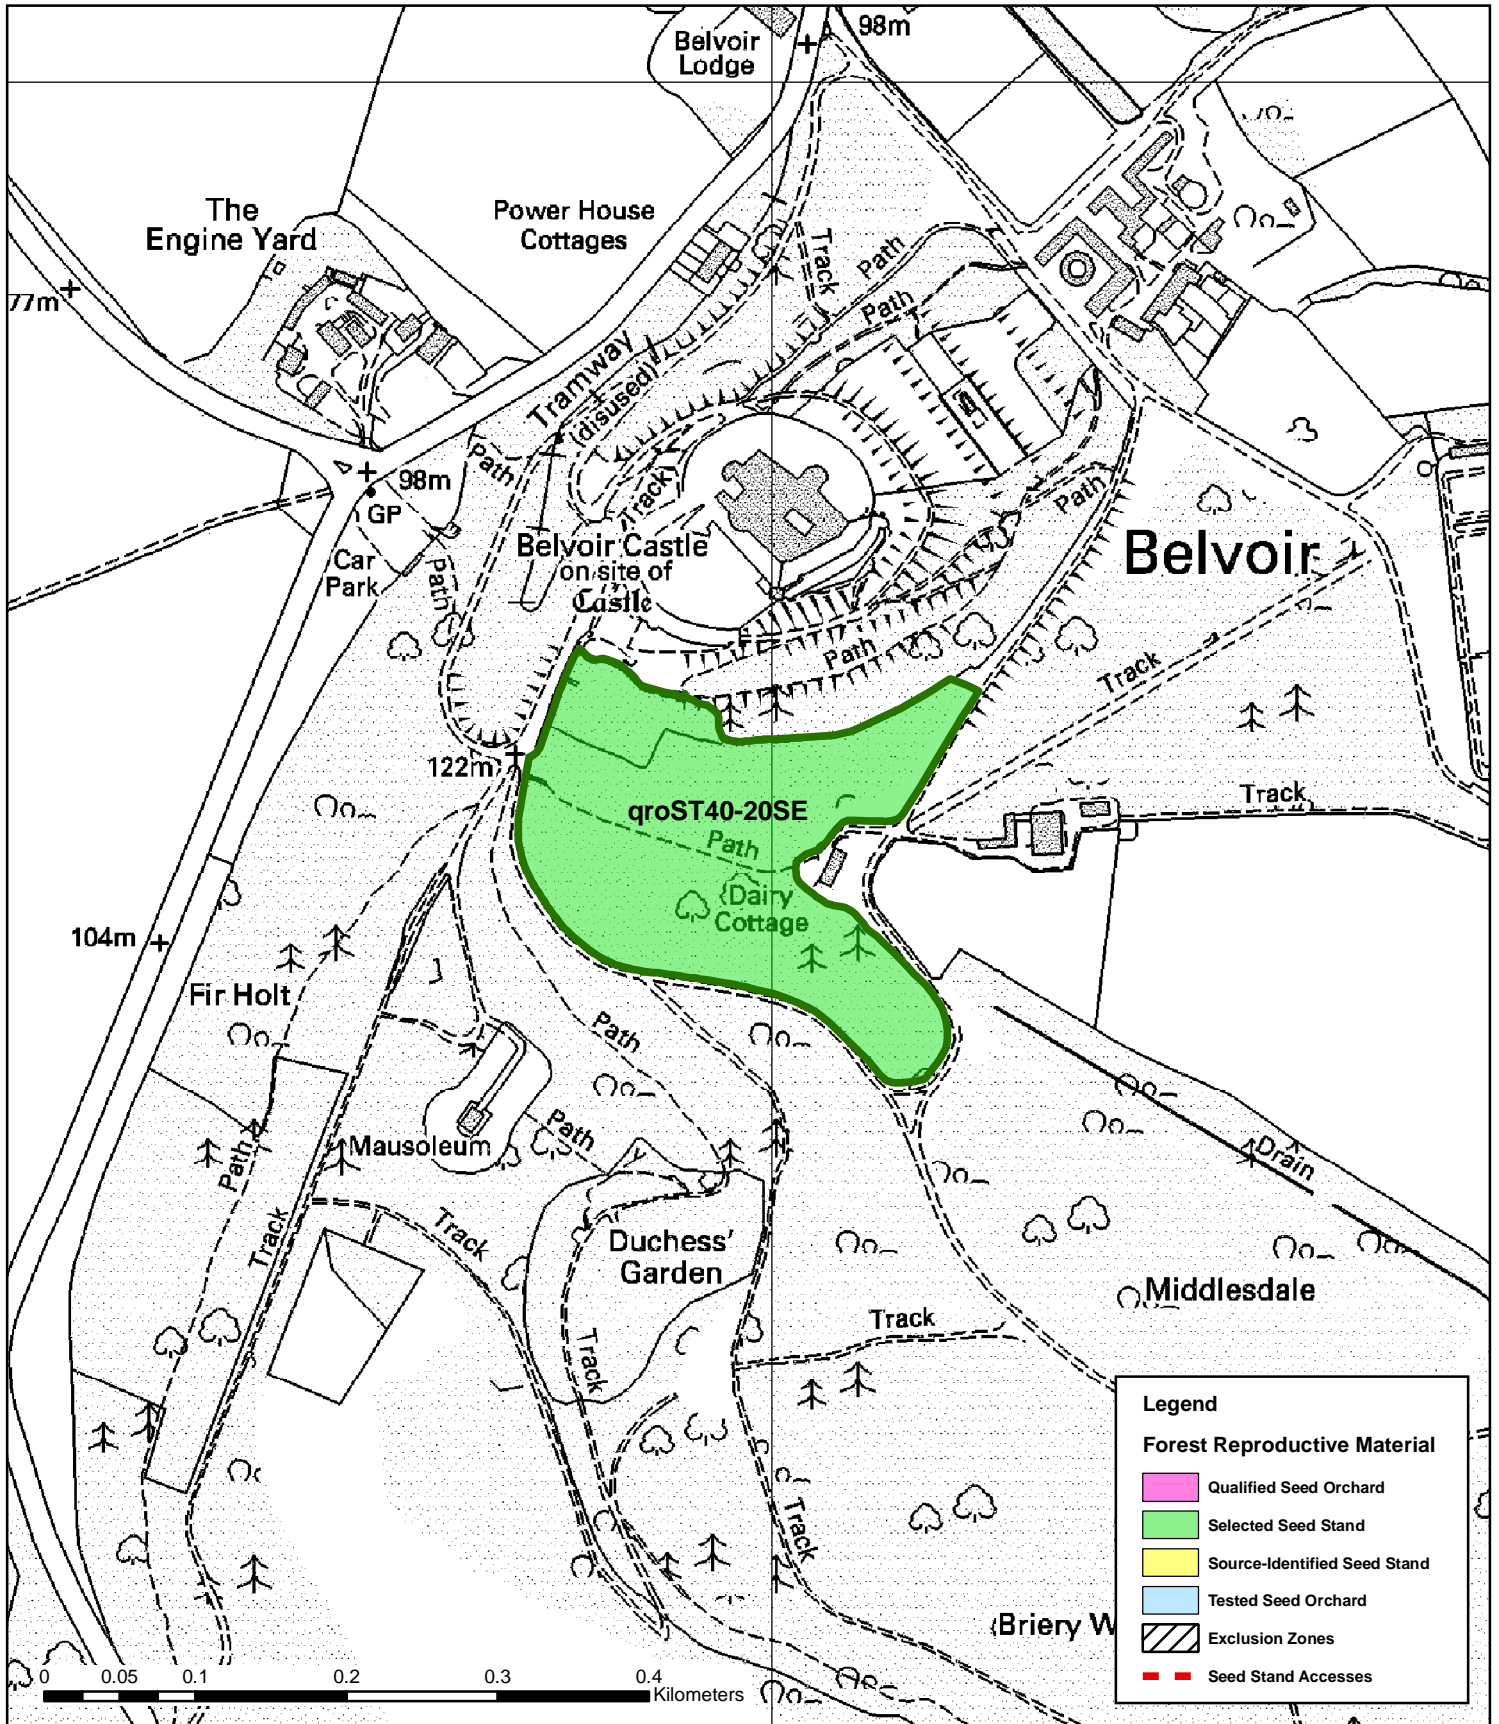 98m
Belvoir
Lodge
The
Engine Yard
Power House
Cottages
77m
Track
Path
Path
Tramway
(disused)
Path
98m
GP
Car
Park
Path
Track
Belvoir Castle
on site of
Castle
Path
Belvoir
Path
Track
122m
qroST40-20SE
Path
Dairy
Cottage
Track
104m
Fir Holt
Path
Mausoleum
Path
Path
Track
Track
Drain
Duchess'
Garden
Middlesdale
Track
Track
Track
(Briery W
Legend
Forest Reproductive Material
Qualified Seed Orchard
Selected Seed Stand
Source-Identified Seed Stand
Tested Seed Orchard
Exclusion Zones
Seed Stand Accesses
0 0.05 0.1 0.2 0.3 0.4
Kilometers